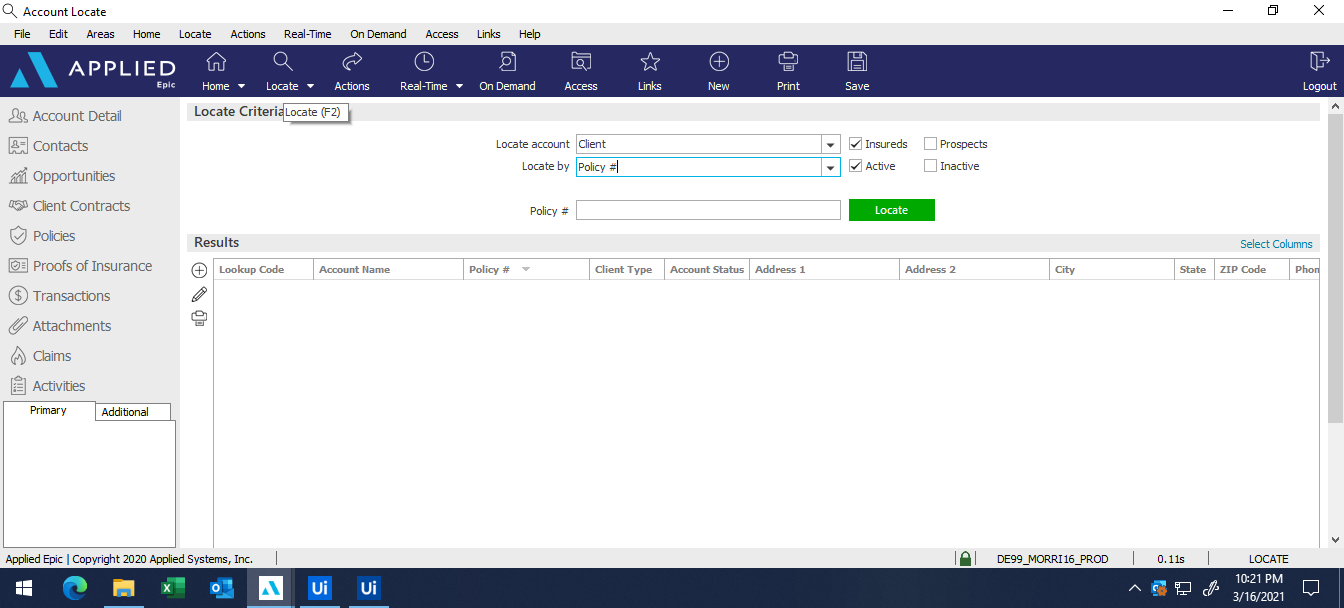 Account Locate
File Edit Areas Home Locate Actions Real-Time On Demand Access Links Help
APPLIED
Epic
Home Locate Actions Real-Time On Demand Access Links New Print Save Logout
Locate (F2)
Locate Criteria
Account Detail
Contacts
Opportunities
Client Contracts
Policies
Proofs of Insurance
Transactions
Attachments
Claims
Activities
Primary Additional
Locate account Client Insureds Prospects
Locate by Policy # Active Inactive
Policy # Locate
Results Select Columns
Lookup Code Account Name Policy # Client Type Account Status Address 1 Address 2 City State ZIP Code Phon
Applied Epic | Copyright 2020 Applied Systems, Inc. DE99_MORRI16_PROD 0.11s LOCATE
Ui Ui
10:21 PM
3/16/2021